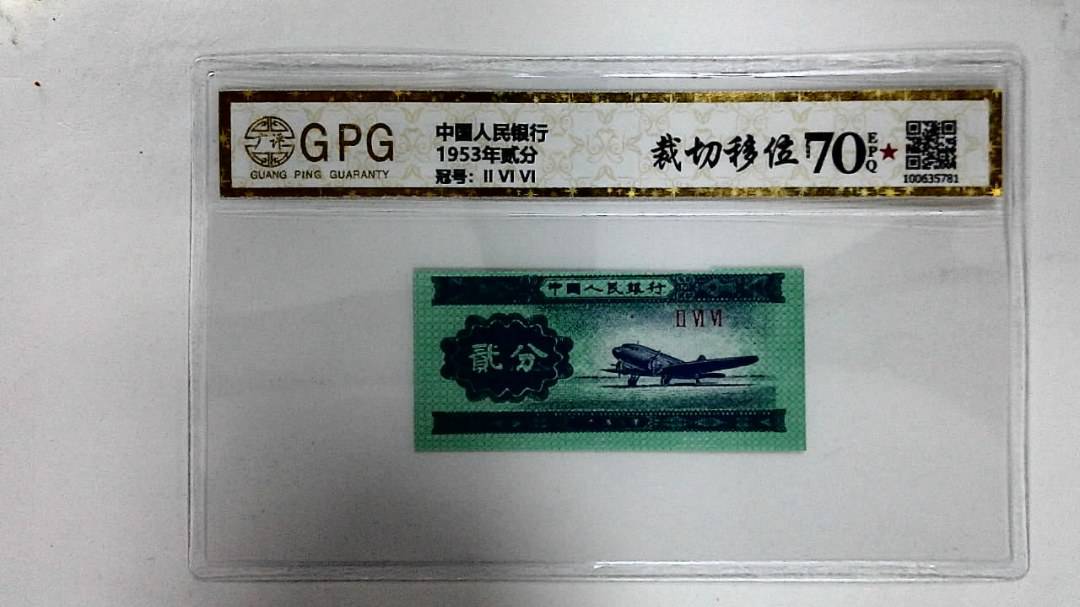 广评
GPG
GUANG PING GUARANTY
中国人民银行
1953年贰分
冠号：II VI VI
裁切移位
70
EPQ
100635781
中國人民銀行
II VI VI
貳分